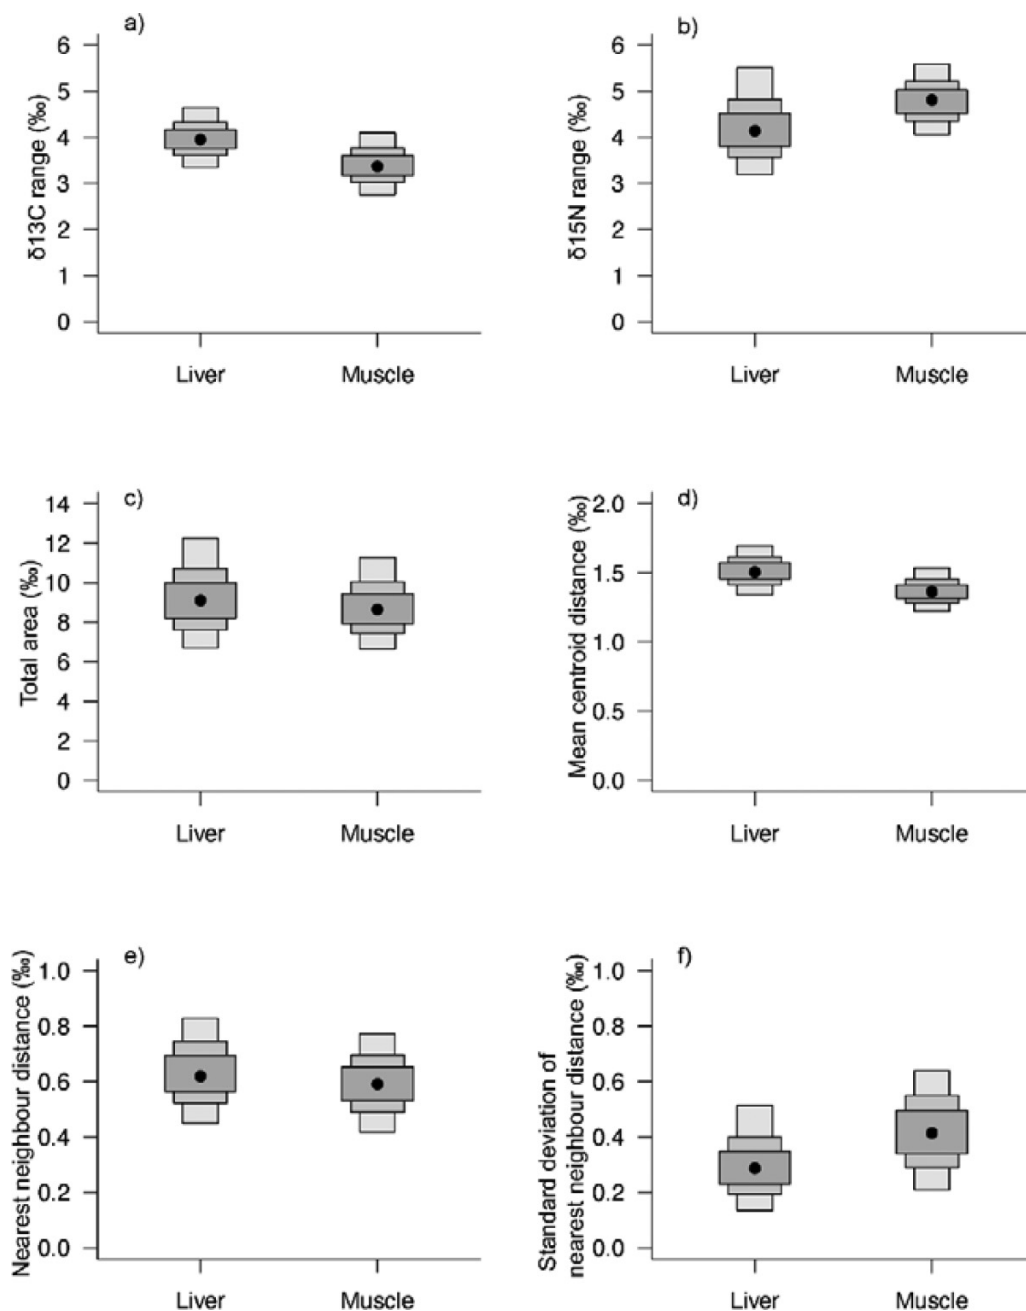 a)
6
5
4
3
2
1
0
δ13C range (‰)
Liver Muscle
b)
6
5
4
3
2
1
0
δ15N range (‰)
Liver Muscle
c)
14
12
10
8
6
4
2
0
Total area (‰)
Liver Muscle
d)
2.0
1.5
1.0
0.5
0.0
Mean centroid distance (‰)
Liver Muscle
e)
1.0
0.8
0.6
0.4
0.2
0.0
Nearest neighbour distance (‰)
Liver Muscle
f)
1.0
0.8
0.6
0.4
0.2
0.0
Standard deviation of
nearest neighbour distance (‰)
Liver Muscle